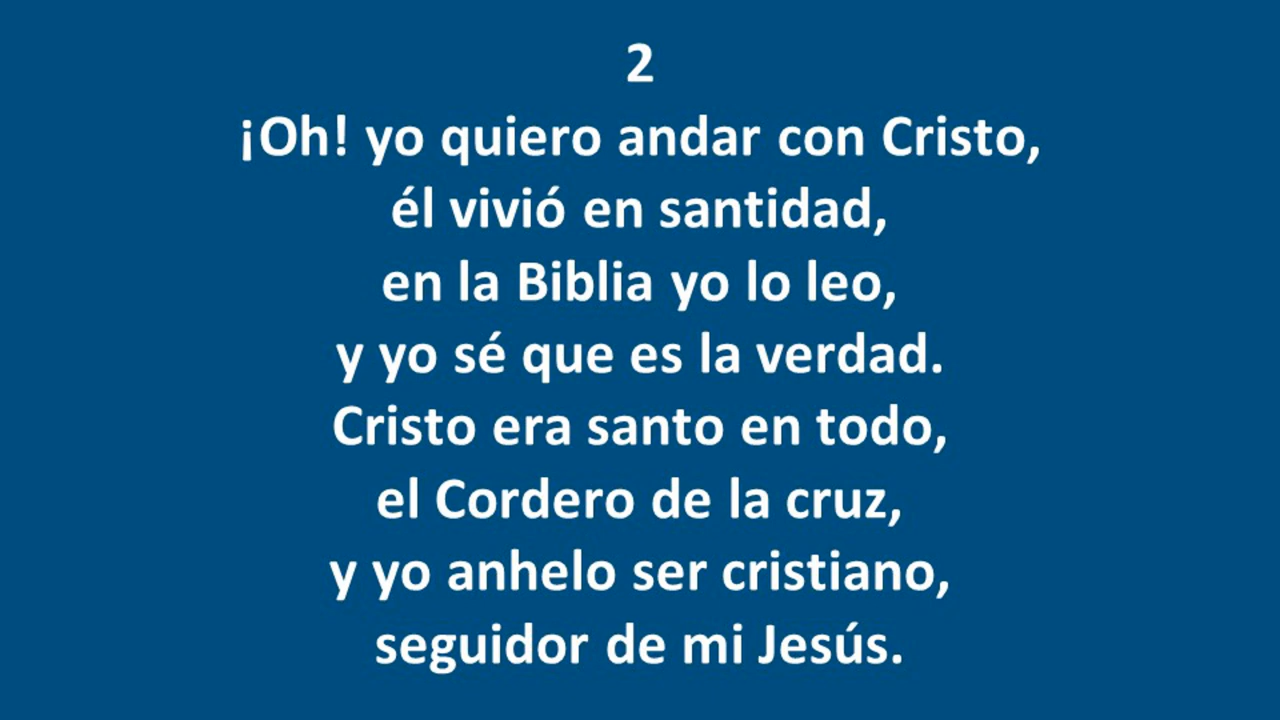 2
¡Oh! yo quiero andar con Cristo,
él vivió en santidad,
en la Biblia yo lo leo,
y yo sé que es la verdad.
Cristo era santo en todo,
el Cordero de la cruz,
y yo anhelo ser cristiano,
seguidor de mi Jesús.